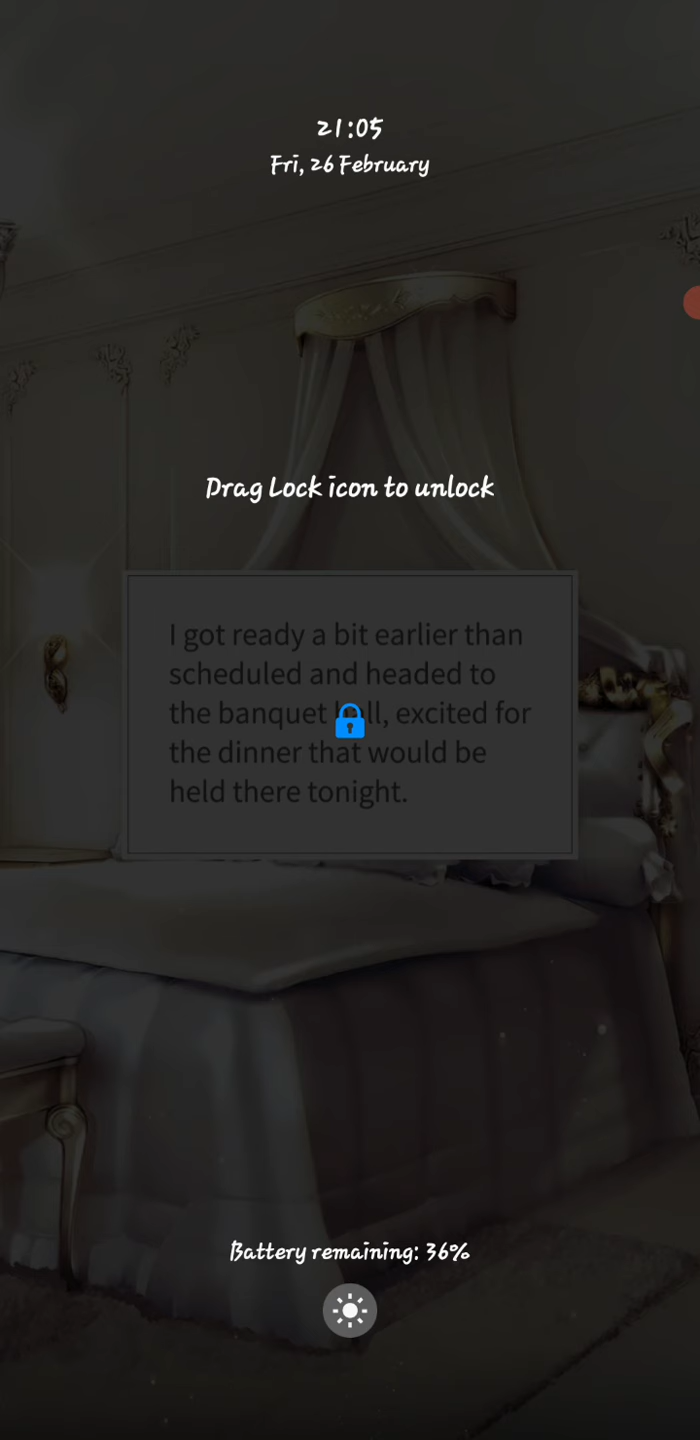 21:05
Fri, 26 February
Drag Lock icon to unlock
I got ready a bit earlier than
scheduled and headed to
the banquet hall, excited for
the dinner that would be
held there tonight.
Battery remaining: 36%